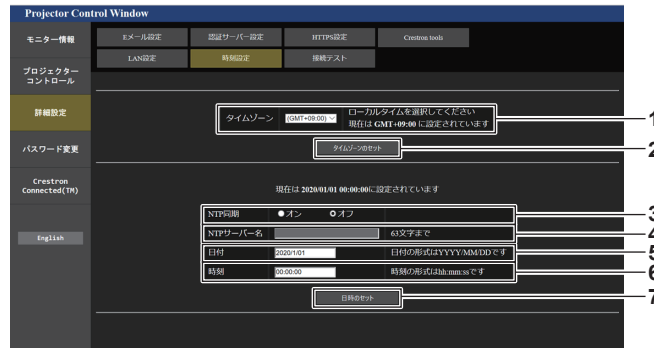 Projector Control Window
モニター情報
プロジェクター
コントロール
詳細設定
パスワード変更
Crestron
Connected(TM)
English
Eメール設定
認証サーバー設定
HTTPS設定
Crestron tools
LAN設定
時刻設定
接続テスト
タイムゾーン
(GMT+09:00)
ローカルタイムを選択してください
現在は GMT+09:00 に設定されています
1
タイムゾーンのセット
2
現在は 2020/01/01 00:00:00に設定されています
NTP同期
オン
オフ
3
NTPサーバー名
63文字まで
4
日付
2020/1/01
日付の形式はYYYY/MM/DDです
5
時刻
00:00:00
時刻の形式はhh:mm:ssです
6
日時のセット
7